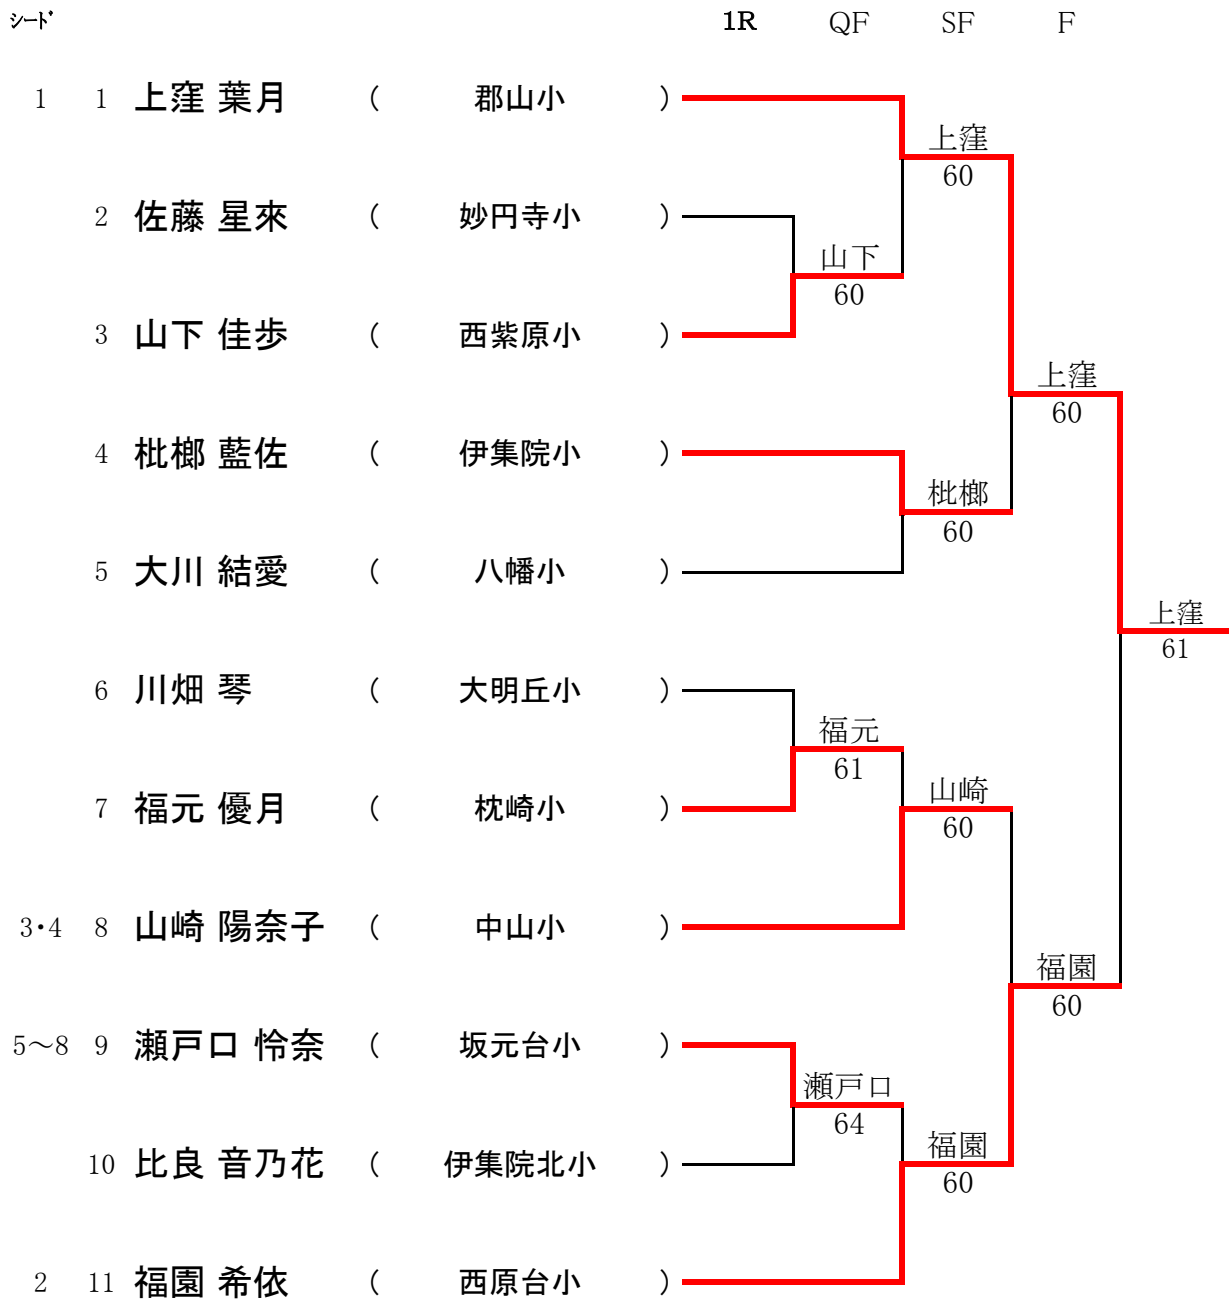 シード 1R QF SF F
1 1 上窪 葉月 ( 郡山小 )
上窪
60
2 佐藤 星來 ( 妙円寺小 )
山下
60
3 山下 佳歩 ( 西紫原小 )
上窪
60
4 枇榔 藍佐 ( 伊集院小 )
枇榔
60
5 大川 結愛 ( 八幡小 )
上窪
61
6 川畑 琴 ( 大明丘小 )
福元
61
7 福元 優月 ( 枕崎小 )
山崎
60
3・4 8 山崎 陽奈子 ( 中山小 )
福園
60
5～8 9 瀬戸口 怜奈 ( 坂元台小 )
瀬戸口
64
10 比良 音乃花 ( 伊集院北小 )
福園
60
2 11 福園 希依 ( 西原台小 )